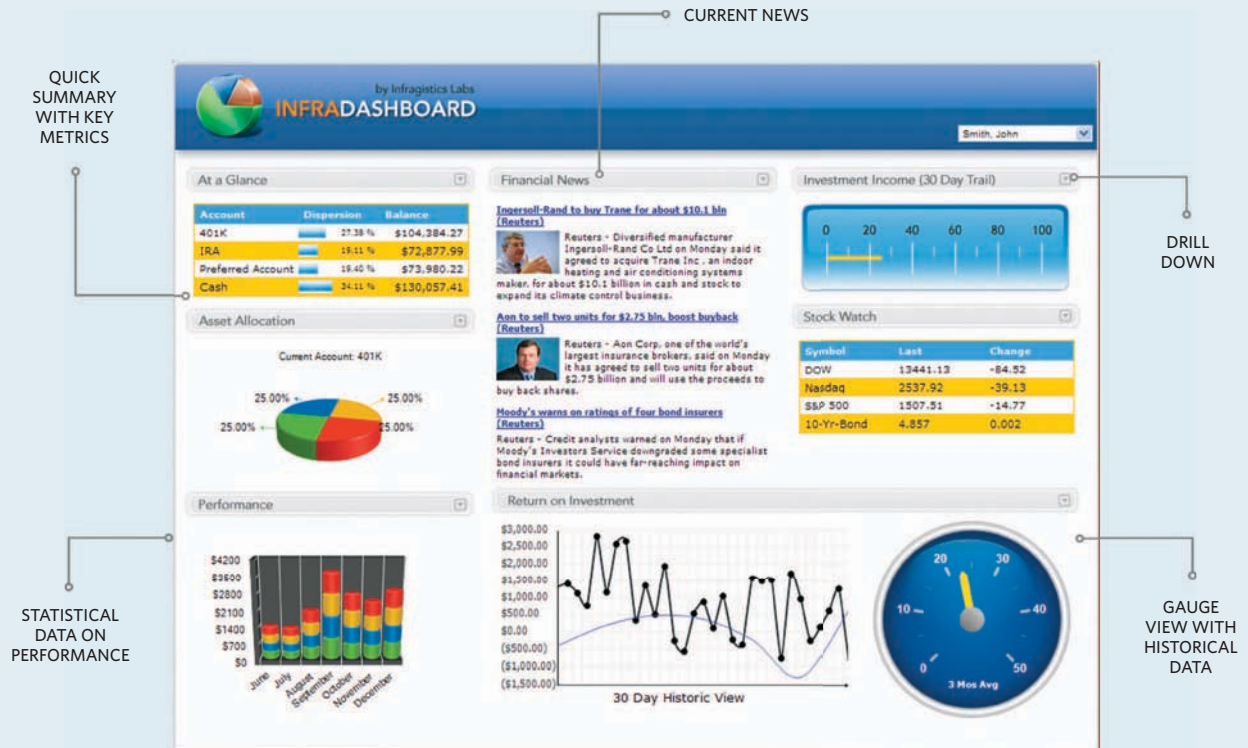 CURRENT NEWS
QUICK
SUMMARY
WITH KEY
METRICS
by Infragistics Labs
INFRADASHBOARD
Smith, John
At a Glance
Account Dispersion Balance
401K 27.38 % $104,384.27
IRA 19.11 % $72,877.99
Preferred Account 19.40 % $73,980.22
Cash 34.11 % $130,057.41
Asset Allocation
Current Account: 401K
25.00% 25.00%
25.00% 25.00%
Financial News
Ingersoll-Rand to buy Trane for about $10.1 bln
(Reuters)
Reuters - Diversified manufacturer
Ingersoll-Rand Co Ltd on Monday said it
agreed to acquire Trane Inc , an indoor
heating and air conditioning systems
maker, for about $10.1 billion in cash and stock to
expand its climate control business.
Aon to sell two units for $2.75 bln, boost buyback
(Reuters)
Reuters - Aon Corp, one of the world's
largest insurance brokers, said on Monday
it has agreed to sell two units for about
$2.75 billion and will use the proceeds to
buy back shares.
Moody's warns on ratings of four bond insurers
(Reuters)
Reuters - Credit analysts warned on Monday that if
Moody's Investors Service downgraded some specialist
bond insurers it could have far-reaching impact on
financial markets.
Investment Income (30 Day Trail)
0 20 40 60 80 100
DRILL
DOWN
Stock Watch
Symbol Last Change
DOW 13441.13 -84.52
Nasdaq 2537.92 -39.13
S&P 500 1507.51 -14.77
10-Yr-Bond 4.857 0.002
Performance
$4200
$3500
$2800
$2100
$1400
$700
$0
June July August September October November December
STATISTICAL
DATA ON
PERFORMANCE
Return on Investment
$3,000.00
$2,500.00
$2,000.00
$1,500.00
$1,000.00
$500.00
$0.00
($500.00)
($1,000.00)
($1,500.00)
30 Day Historic View
0 10 20 30 40 50
3 Mos Avg
GAUGE
VIEW WITH
HISTORICAL
DATA